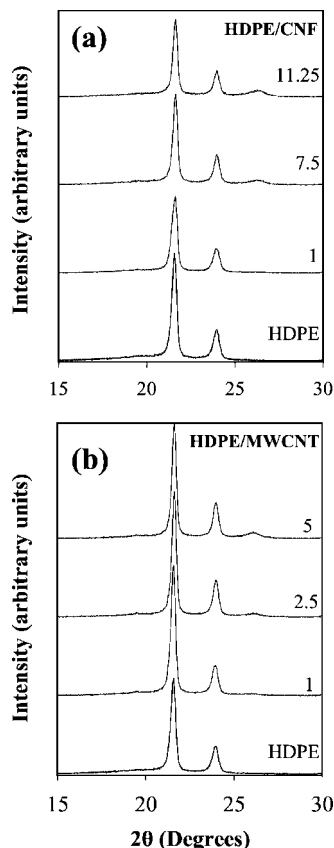 (a)
HDPE/CNF
11.25
7.5
1
HDPE
Intensity (arbitrary units)
15 20 25 30
(b)
HDPE/MWCNT
5
2.5
1
HDPE
Intensity (arbitrary units)
15 20 25 30
2θ (Degrees)